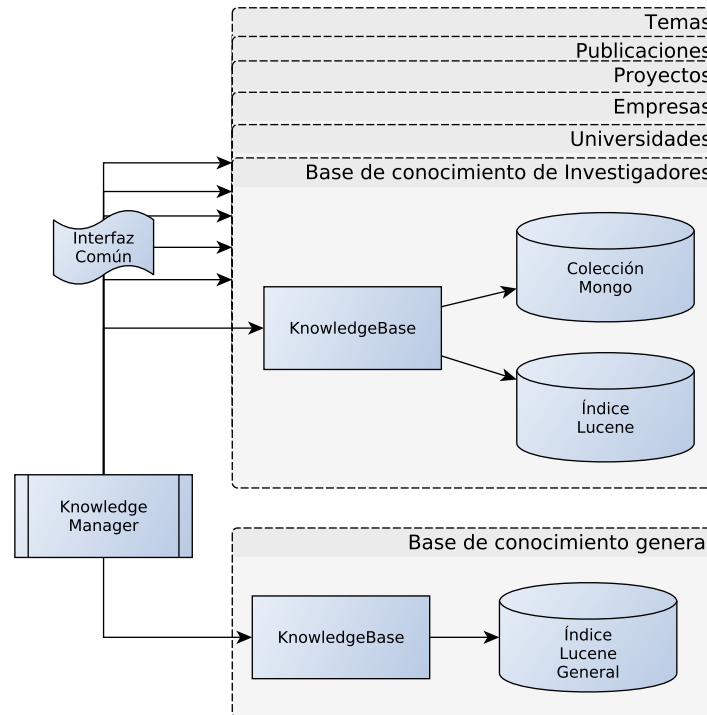 Temas
Publicaciones
Proyectos
Empresas
Universidades
Base de conocimiento de Investigadores
Interfaz
Común
Colección
Mongo
KnowledgeBase
Índice
Lucene
Knowledge
Manager
Base de conocimiento genera
KnowledgeBase
Índice
Lucene
General